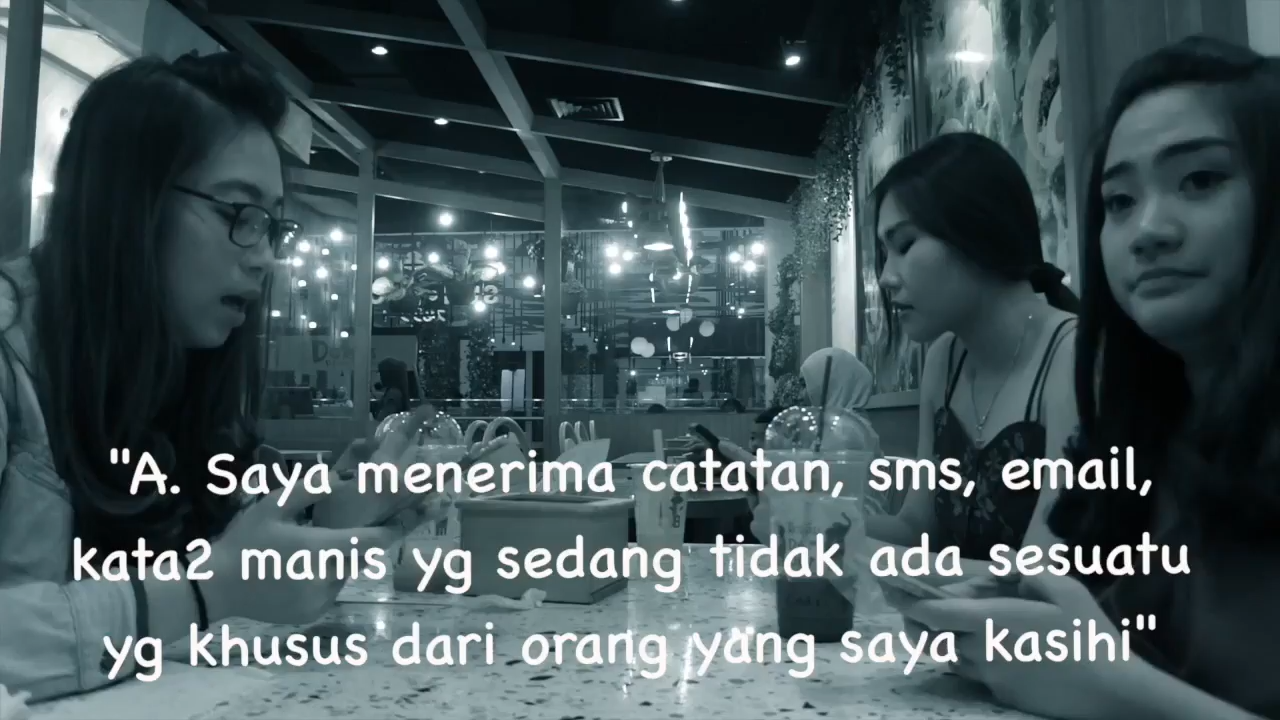 "A. Saya menerima catatan, sms, email,
kata2 manis yg sedang tidak ada sesuatu
yg khusus dari orang yang saya kasihi"